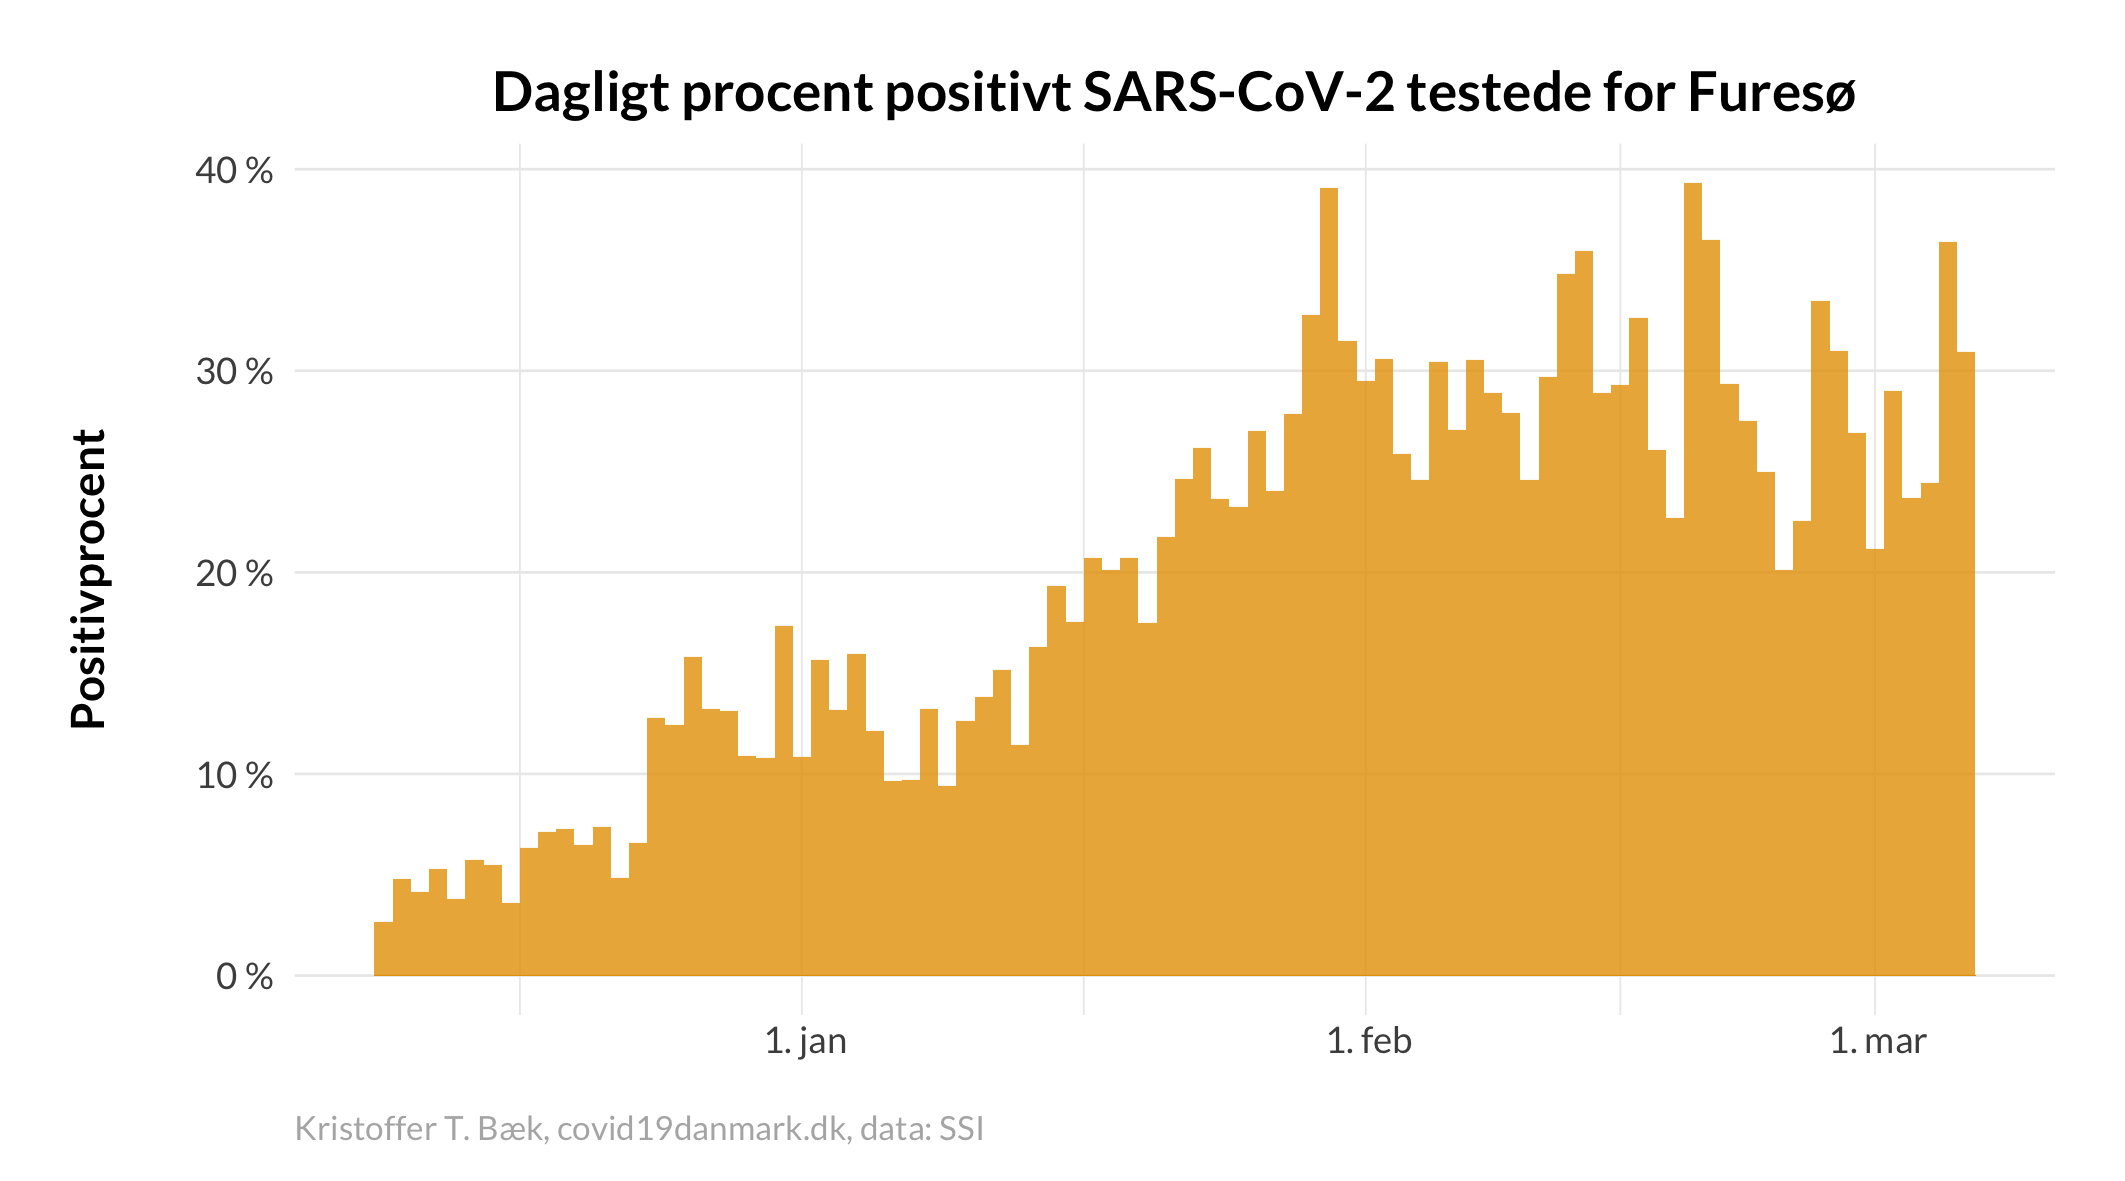 Dagligt procent positivt SARS-CoV-2 testede for Furesø
Positivprocent
40 %
30 %
20 %
10 %
0 %
1. jan
1. feb
1. mar
Kristoffer T. Bæk, covid19danmark.dk, data: SSI